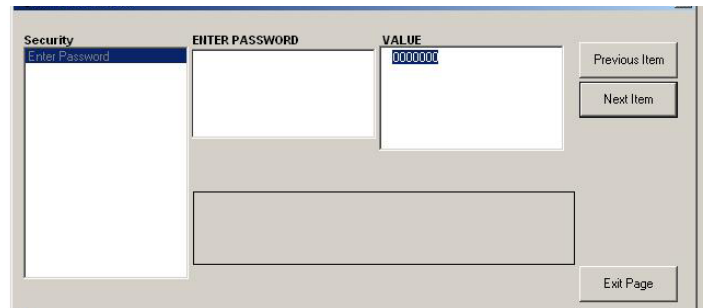 Security
Enter Password
ENTER PASSWORD
VALUE
0000000
Previous Item
Next Item
Exit Page